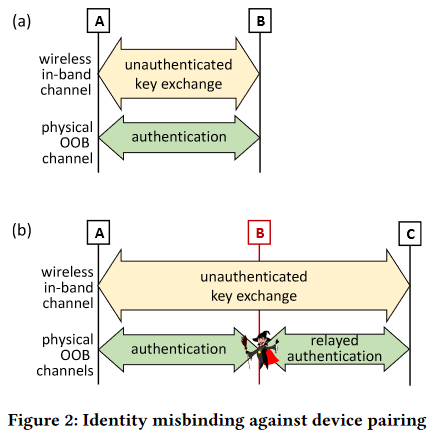 (a)
A
B
wireless
in-band
channel
unauthenticated
key exchange
physical
OOB
channel
authentication
(b)
A
B
C
wireless
in-band
channel
unauthenticated
key exchange
physical
OOB
channels
authentication
relayed
authentication
Figure 2: Identity misbinding against device pairing